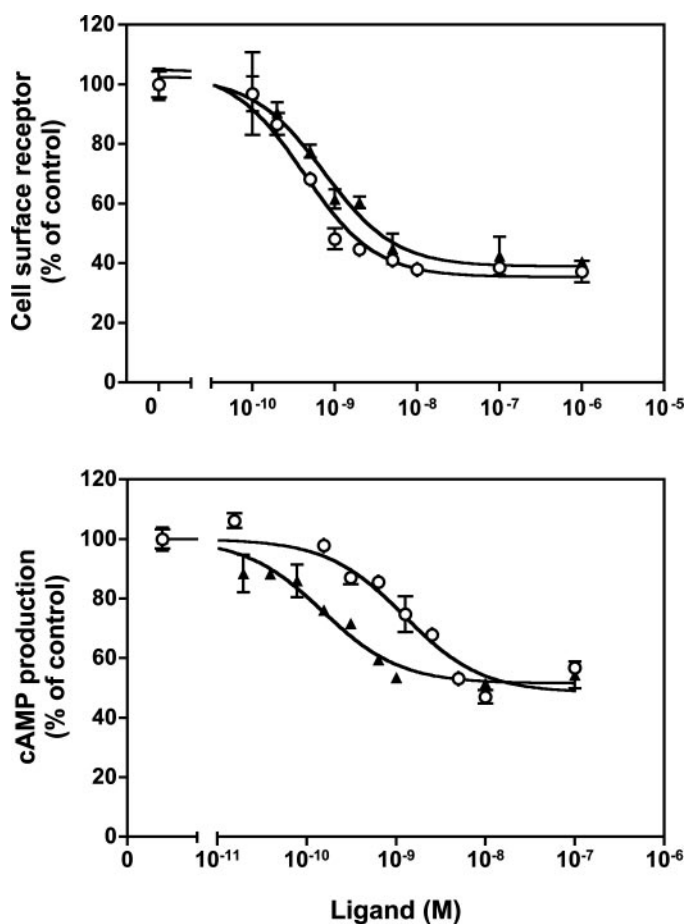 120
100
80
60
40
20
0
Cell surface receptor
(% of control)
0 10-10 10-9 10-8 10-7 10-6 10-5
120
100
80
60
40
20
0
cAMP production
(% of control)
0 10-11 10-10 10-9 10-8 10-7 10-6
Ligand (M)